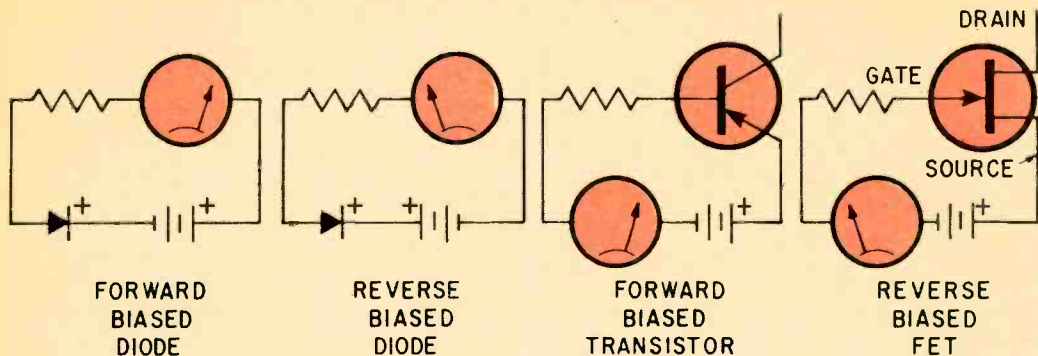 DRAIN
GATE
SOURCE
+ +
+
+
+
FORWARD
BIASED
DIODE
REVERSE
BIASED
DIODE
FORWARD
BIASED
TRANSISTOR
REVERSE
BIASED
FET